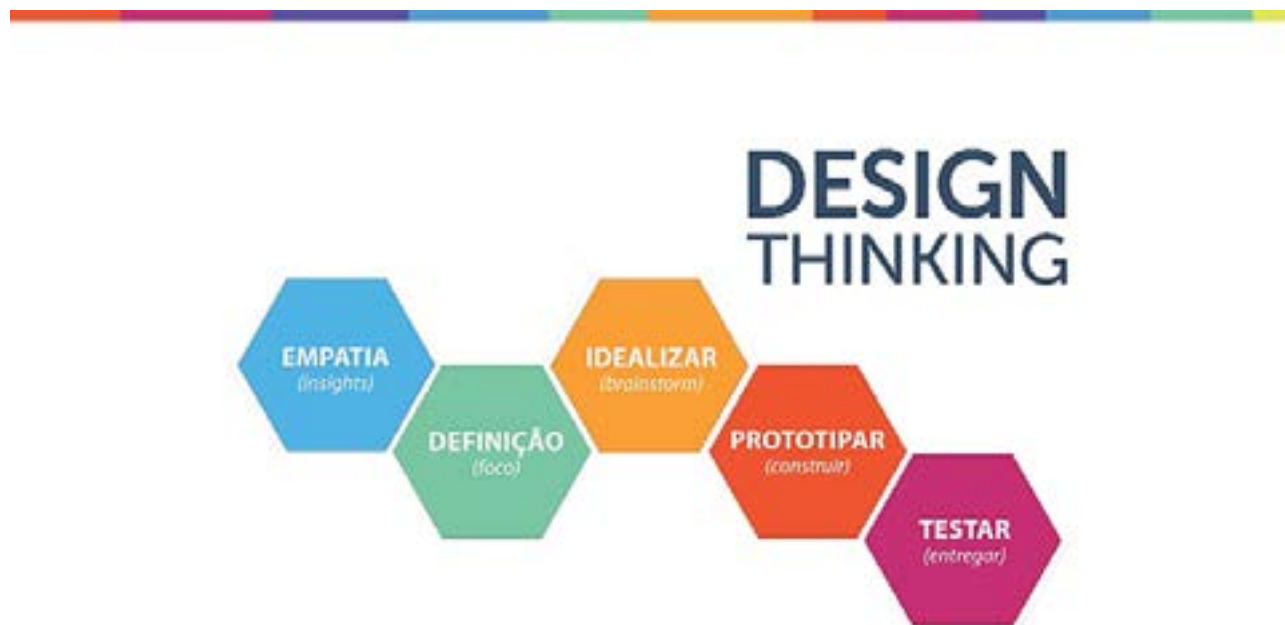 DESIGN
THINKING
EMPATIA
(insights)
DEFINIÇÃO
(foco)
IDEALIZAR
(brainstorm)
PROTOTIPAR
(construir)
TESTAR
(entregar)